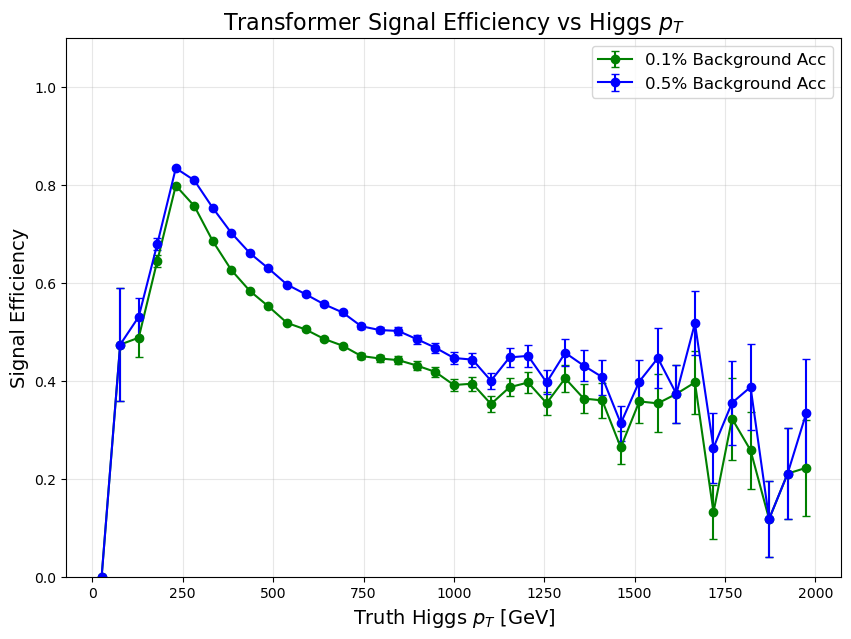 Transformer Signal Efficiency vs Higgs $p_T$
0.1% Background Acc
0.5% Background Acc
Signal Efficiency
1.0
0.8
0.6
0.4
0.2
0.0
0 250 500 750 1000 1250 1500 1750 2000
Truth Higgs $p_T$ [GeV]